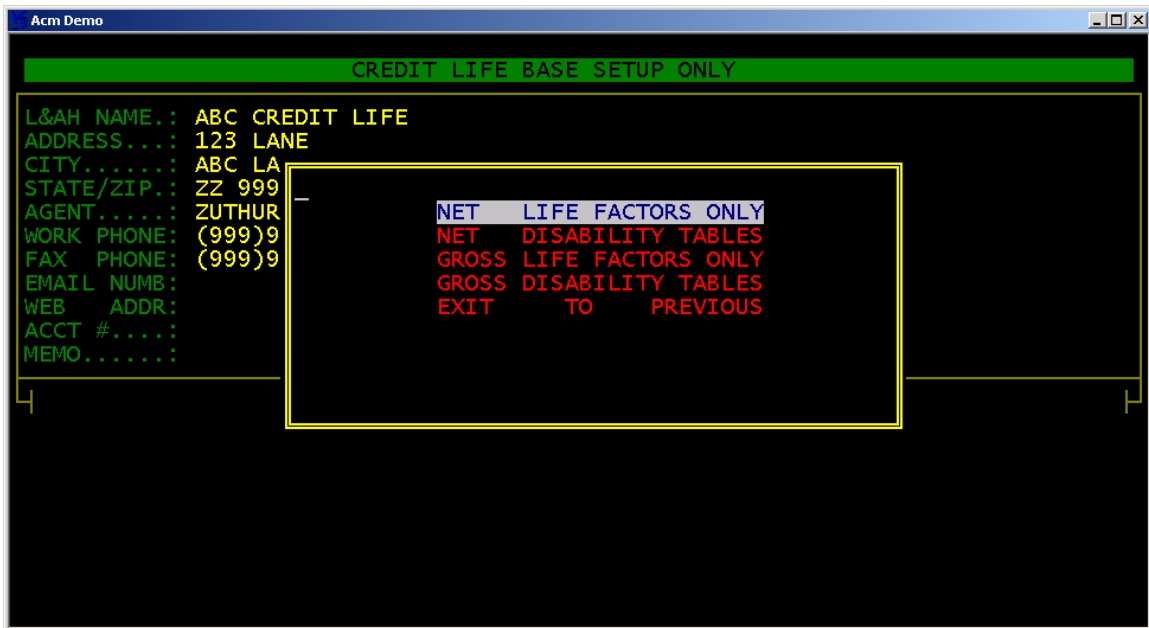 Acm Demo
CREDIT LIFE BASE SETUP ONLY
L&AH NAME.: ABC CREDIT LIFE
ADDRESS...: 123 LANE
CITY......: ABC LA
STATE/ZIP.: ZZ 999
AGENT.....: ZUTHUR
WORK PHONE: (999)9
FAX PHONE: (999)9
EMAIL NUMB:
WEB ADDR:
ACCT #....:
MEMO......:
NET LIFE FACTORS ONLY
NET DISABILITY TABLES
GROSS LIFE FACTORS ONLY
GROSS DISABILITY TABLES
EXIT TO PREVIOUS